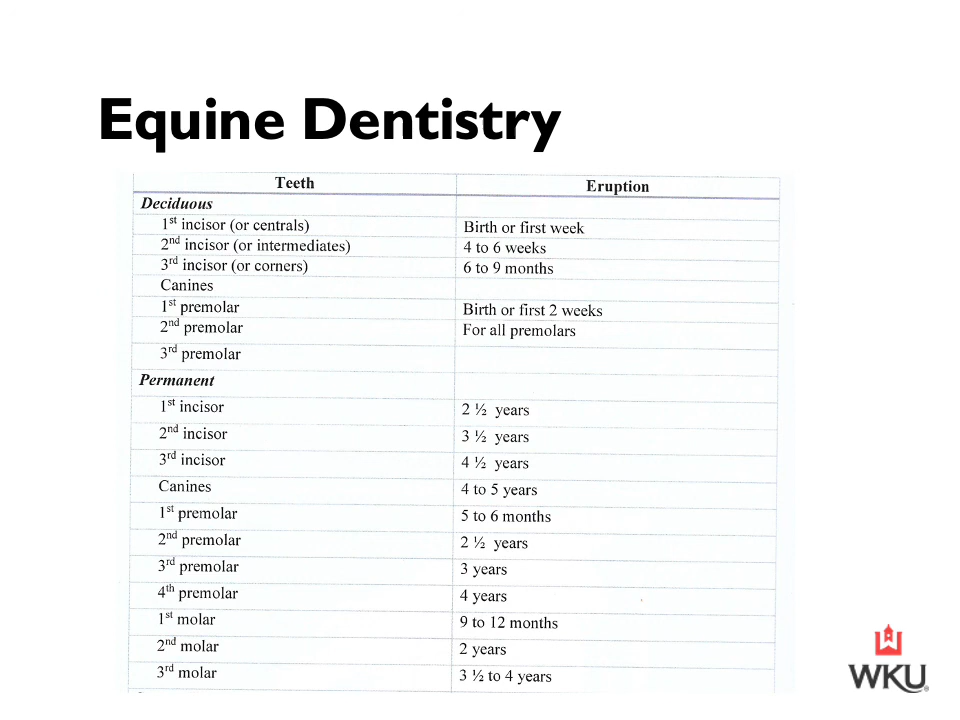 Equine Dentistry
Teeth Eruption
Deciduous
1st incisor (or centrals) Birth or first week
2nd incisor (or intermediates) 4 to 6 weeks
3rd incisor (or corners) 6 to 9 months
Canines
1st premolar Birth or first 2 weeks
2nd premolar For all premolars
3rd premolar
Permanent
1st incisor 2 ½ years
2nd incisor 3 ½ years
3rd incisor 4 ½ years
Canines 4 to 5 years
1st premolar 5 to 6 months
2nd premolar 2 ½ years
3rd premolar 3 years
4th premolar 4 years
1st molar 9 to 12 months
2nd molar 2 years
3rd molar 3 ½ to 4 years
WKU®